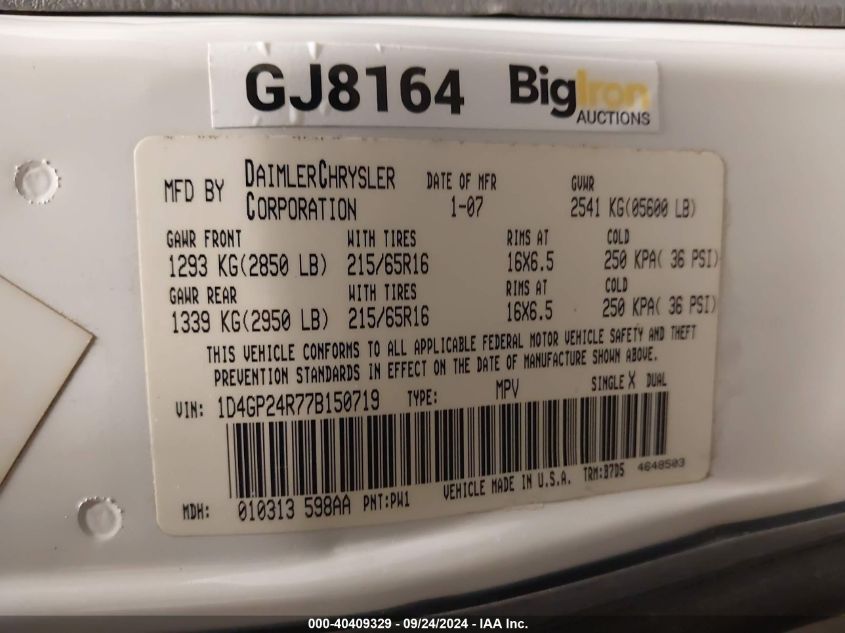 GJ8164 BigIron
AUCTIONS
MFD BY DAIMLERCHRYSLER CORPORATION DATE OF MFR 1-07 GVWR 2541 KG(05600 LB)
GAWR FRONT WITH TIRES RIMS AT COLD
1293 KG(2850 LB) 215/65R16 16X6.5 250 KPA( 36 PSI)
GAWR REAR WITH TIRES RIMS AT COLD
1339 KG(2950 LB) 215/65R16 16X6.5 250 KPA( 36 PSI)
THIS VEHICLE CONFORMS TO ALL APPLICABLE FEDERAL MOTOR VEHICLE SAFETY AND THEFT
PREVENTION STANDARDS IN EFFECT ON THE DATE OF MANUFACTURE SHOWN ABOVE.
VIN: 1D4GP24R77B150719 TYPE: MPV SINGLE X DUAL
MDH: 010313 598AA PNT:PW1 VEHICLE MADE IN U.S.A. TRM:B7D5 4648503
000-40409329 - 09/24/2024 - IAA Inc.